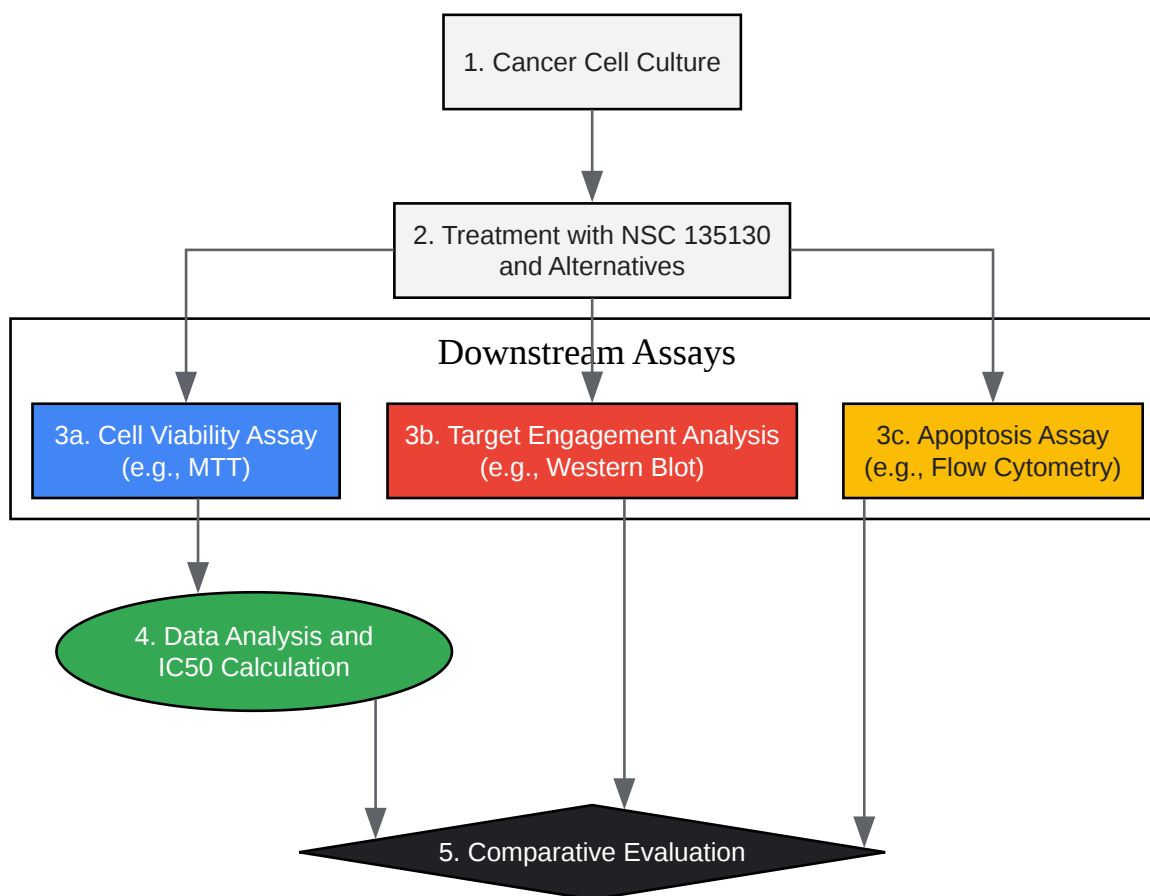 1. Cancer Cell Culture
2. Treatment with NSC 135130
and Alternatives
Downstream Assays
3a. Cell Viability Assay
(e.g., MTT)
3b. Target Engagement Analysis
(e.g., Western Blot)
3c. Apoptosis Assay
(e.g., Flow Cytometry)
4. Data Analysis and
IC50 Calculation
5. Comparative Evaluation